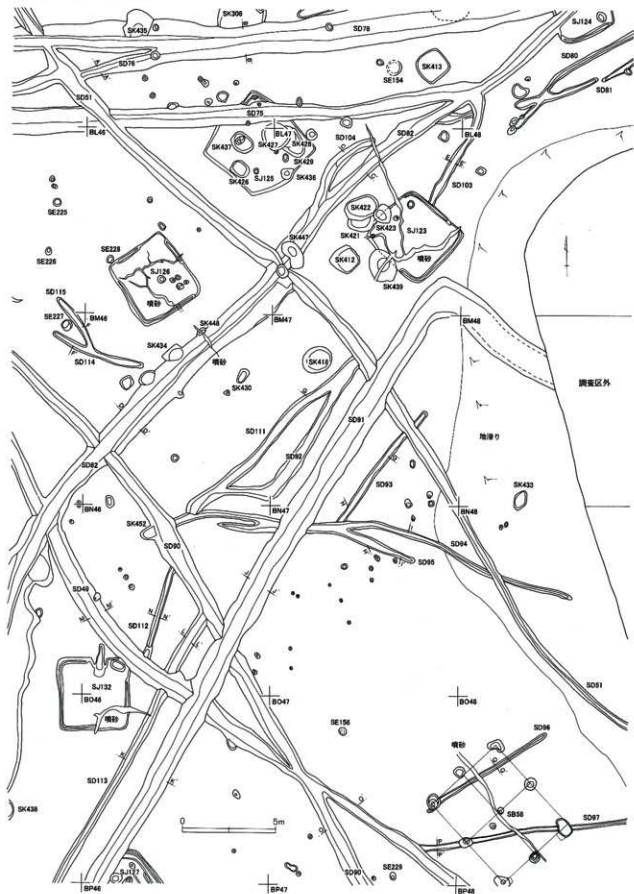 SK435
SK306
SD78
SJ124
SD76
SD80
SE154
SK413
SD81
SD51
SD75
BL46
BL47
BL48
SD104
SD82
SK437
SK427
SK428
SK429
SK426
SJ125
SK436
SD103
SE225
SK422
SK421
SK423
SJ123
SK447
SE226
SE228
SJ126
SK412
SK439
噴砂
噴砂
SD115
SE227
BM46
BM47
BM48
SK448
噴砂
SD114
SK434
SK418
調査区外
SK430
SD91
地滑り
SD111
SD92
SD93
SK433
SD82
BN46
BN47
BN48
SK452
SD90
SD94
SD95
SD49
SD112
SJ132
BO46
BO47
BO48
SD51
噴砂
SE156
SD96
噴砂
SD113
SB58
SD97
SK438
0 5m
SJ127
SD90
SE229
BP46
BP47
BP48